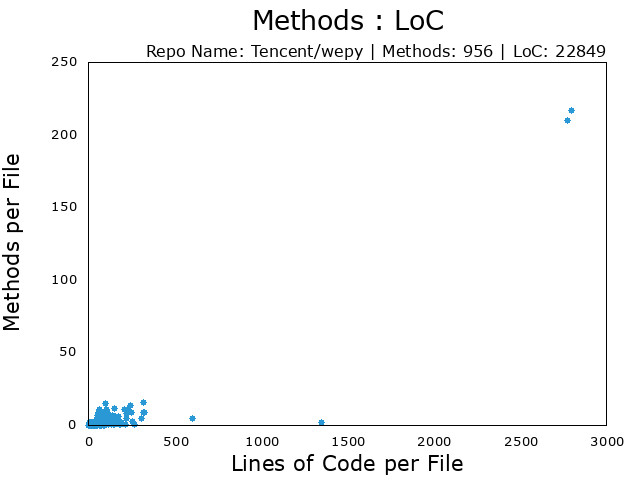 Methods : LoC
Repo Name: Tencent/wepy | Methods: 956 | LoC: 22849
250
200
150
100
50
0
Methods per File
0 500 1000 1500 2000 2500 3000
Lines of Code per File